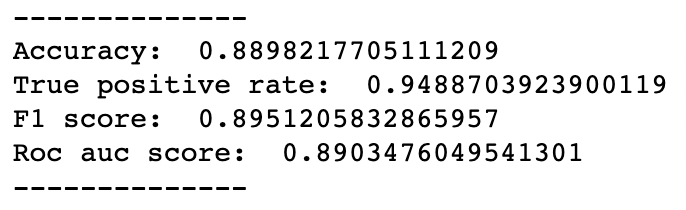 --------------
Accuracy:  0.8898217705111209
True positive rate:  0.9488703923900119
F1 score:  0.8951205832865957
Roc auc score:  0.8903476049541301
--------------